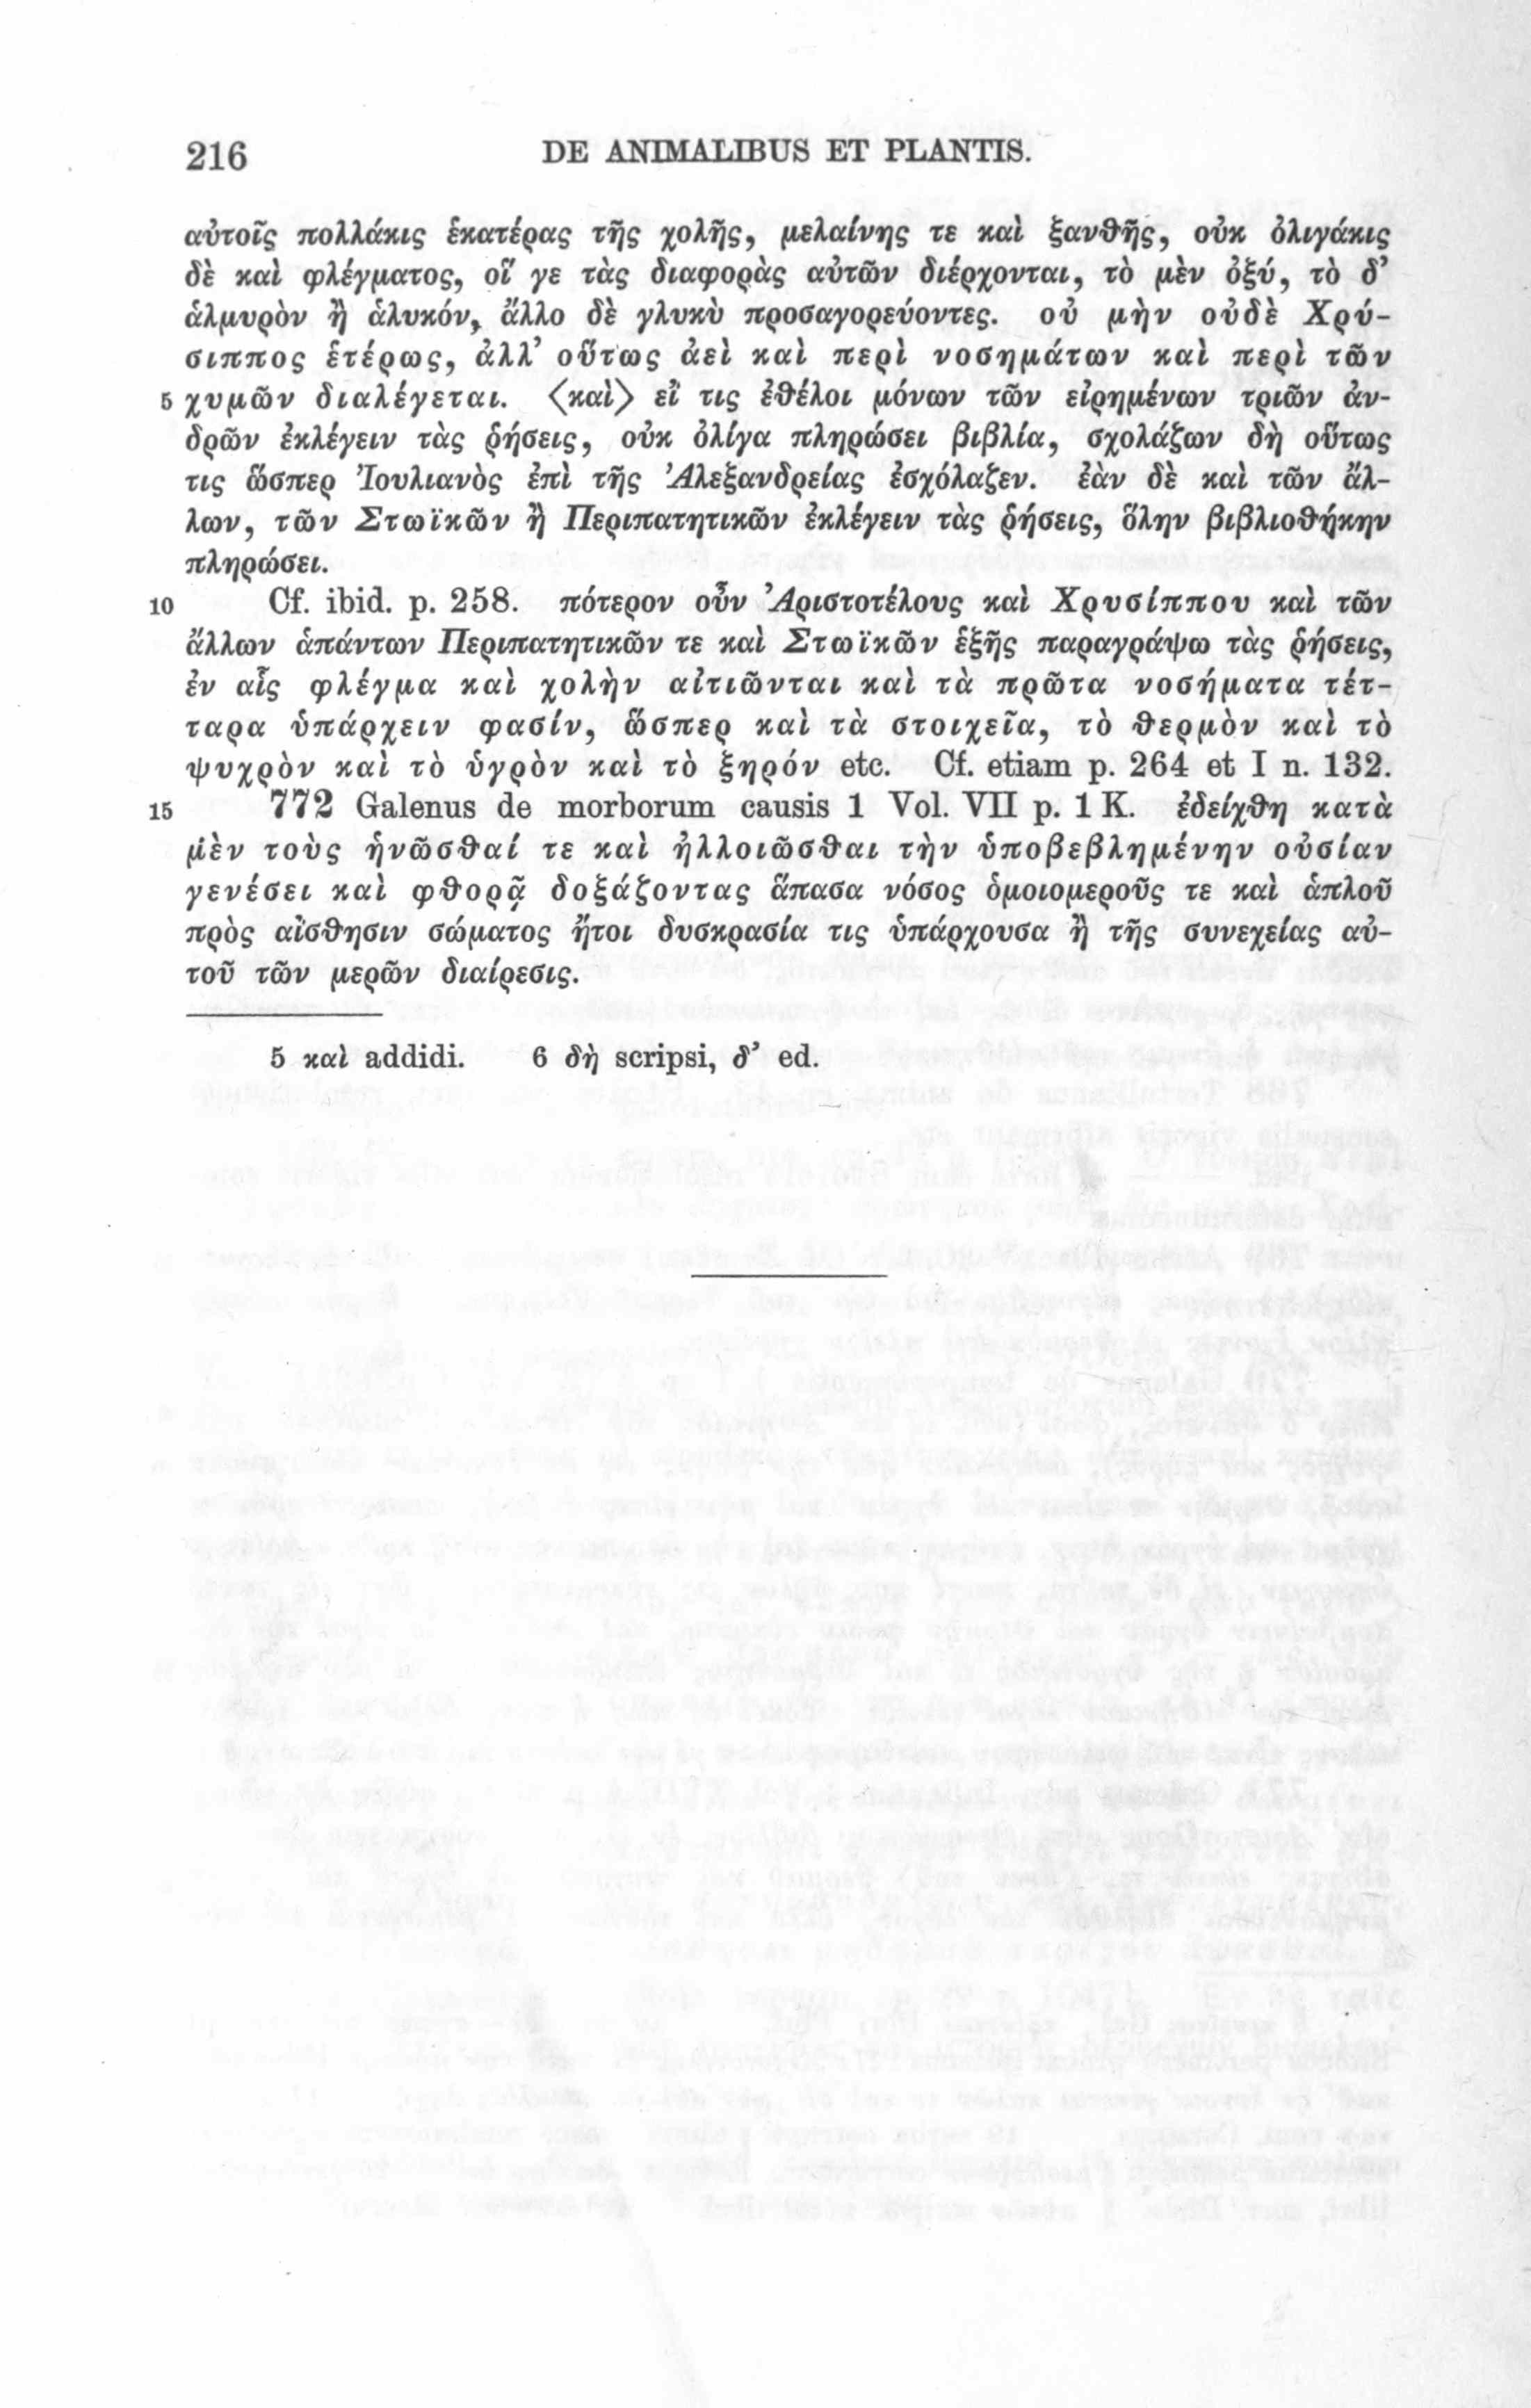 216 DE ANIMALIBUS ET PLANTIS.
αὐτοῖς πολλάκις ἑκατέρας τῆς χολῆς, μελαίνης τε καὶ ξανθῆς, οὐκ ὀλιγάκις
δὲ καὶ φλέγματος, οἵ γε τὰς διαφορὰς αὐτῶν διέρχονται, τὸ μὲν ὀξύ, τὸ δ’
ἁλμυρὸν ἢ ἁλυκόν, ἄλλο δὲ γλυκὺ προσαγορεύοντες. οὐ μὴν οὐδὲ Χρύ-
σιππος ἑτέρως, ἀλλ’ οὕτως ἀεὶ καὶ περὶ νοσημάτων καὶ περὶ τῶν
5 χυμῶν διαλέγεται. 〈καὶ〉 εἴ τις ἐθέλοι μόνων τῶν εἰρημένων τριῶν ἀν-
δρῶν ἐκλέγειν τὰς ῥήσεις, οὐκ ὀλίγα πληρώσει βιβλία, σχολάζων δὴ οὕτως
τις ὥσπερ Ἰουλιανὸς ἐπὶ τῆς Ἀλεξανδρείας ἐσχόλαζεν. ἐὰν δὲ καὶ τῶν ἄλ-
λων, τῶν Στωϊκῶν ἢ Περιπατητικῶν ἐκλέγειν τὰς ῥήσεις, ὅλην βιβλιοθήκην
πληρώσει.
10 Cf. ibid. p. 258. πότερον οὖν Ἀριστοτέλους καὶ Χρυσίππου καὶ τῶν
ἄλλων ἁπάντων Περιπατητικῶν τε καὶ Στωϊκῶν ἑξῆς παραγράψω τὰς ῥήσεις,
ἐν αἷς φλέγμα καὶ χολὴν αἰτιῶνται καὶ τὰ πρῶτα νοσήματα τέτ-
ταρα ὑπάρχειν φασίν, ὥσπερ καὶ τὰ στοιχεῖα, τὸ θερμὸν καὶ τὸ
ψυχρὸν καὶ τὸ ὑγρὸν καὶ τὸ ξηρόν etc. Cf. etiam p. 264 et I n. 132.
15 772 Galenus de morborum causis 1 Vol. VII p. 1 K. ἐδείχθη κατὰ
μὲν τοὺς ἡνῶσθαί τε καὶ ἠλλοιῶσθαι τὴν ὑποβεβλημένην οὐσίαν
γενέσει καὶ φθορᾷ δοξάζοντας ἅπασα νόσος ὁμοιομεροῦς τε καὶ ἁπλοῦ
πρὸς αἴσθησιν σώματος ἤτοι δυσκρασία τις ὑπάρχουσα ἢ τῆς συνεχείας αὐ-
τοῦ τῶν μερῶν διαίρεσις.
5 καὶ addidi. 6 δὴ scripsi, δ’ ed.